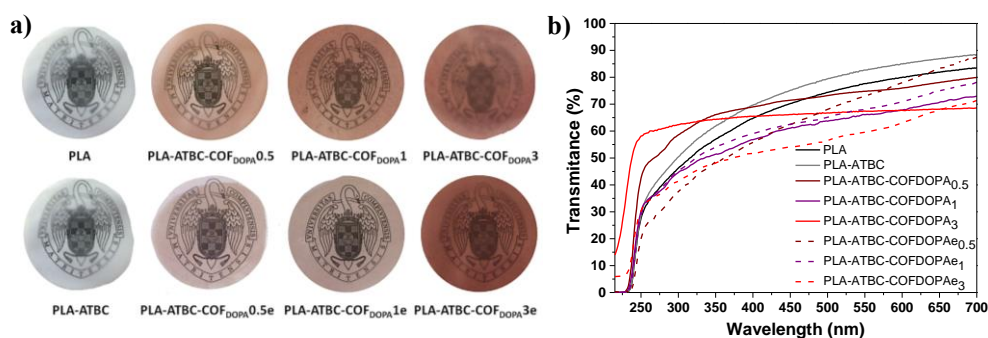 a)
PLA
PLA-ATBC-COFDOPA0.5
PLA-ATBC-COFDOPA1
PLA-ATBC-COFDOPA3
PLA-ATBC
PLA-ATBC-COFDOPA0.5e
PLA-ATBC-COFDOPA1e
PLA-ATBC-COFDOPA3e
b)
Transmitance (%)
100
90
80
70
60
50
40
30
20
10
0
PLA
PLA-ATBC
PLA-ATBC-COFDOPA0.5
PLA-ATBC-COFDOPA1
PLA-ATBC-COFDOPA3
PLA-ATBC-COFDOPAe0.5
PLA-ATBC-COFDOPAe1
PLA-ATBC-COFDOPAe3
250 300 350 400 450 500 550 600 650 700
Wavelength (nm)